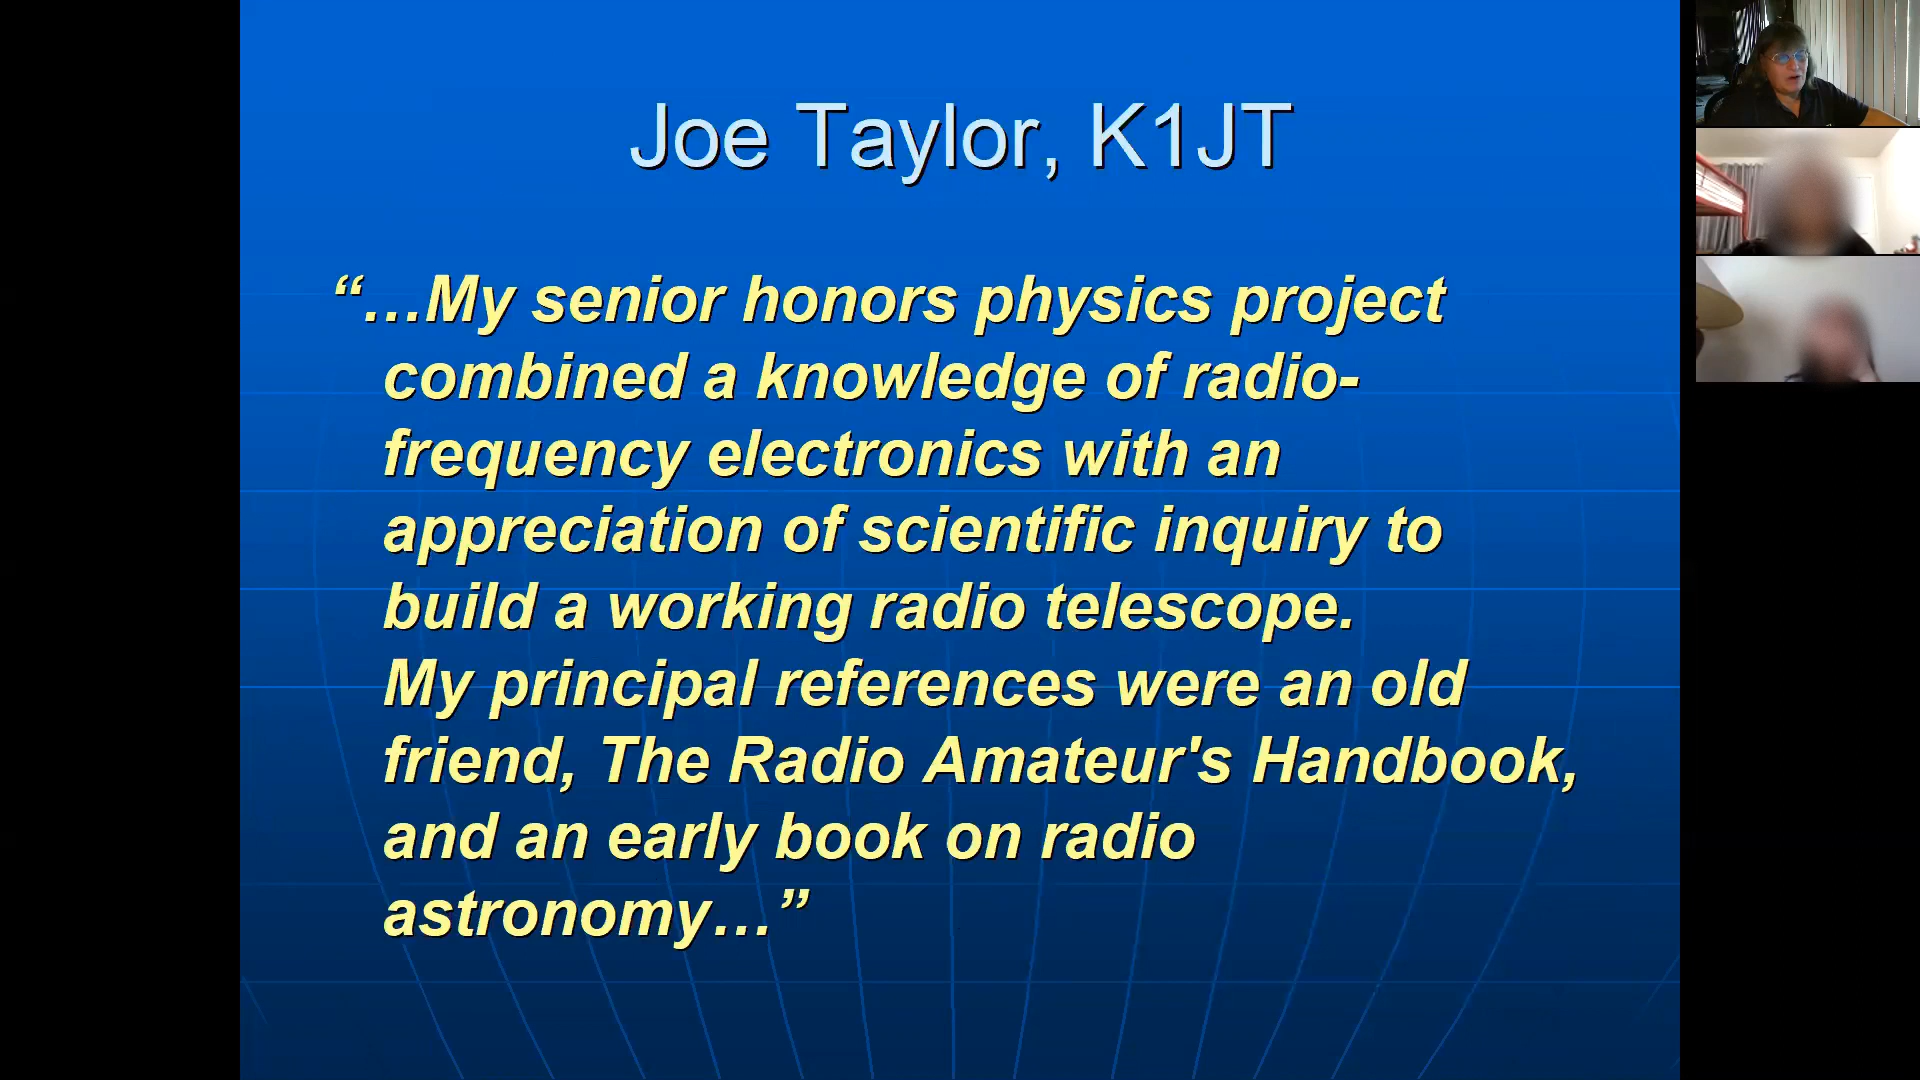 Joe Taylor, K1JT
“…My senior honors physics project
combined a knowledge of radio-
frequency electronics with an
appreciation of scientific inquiry to
build a working radio telescope.
My principal references were an old
friend, The Radio Amateur's Handbook,
and an early book on radio
astronomy…”